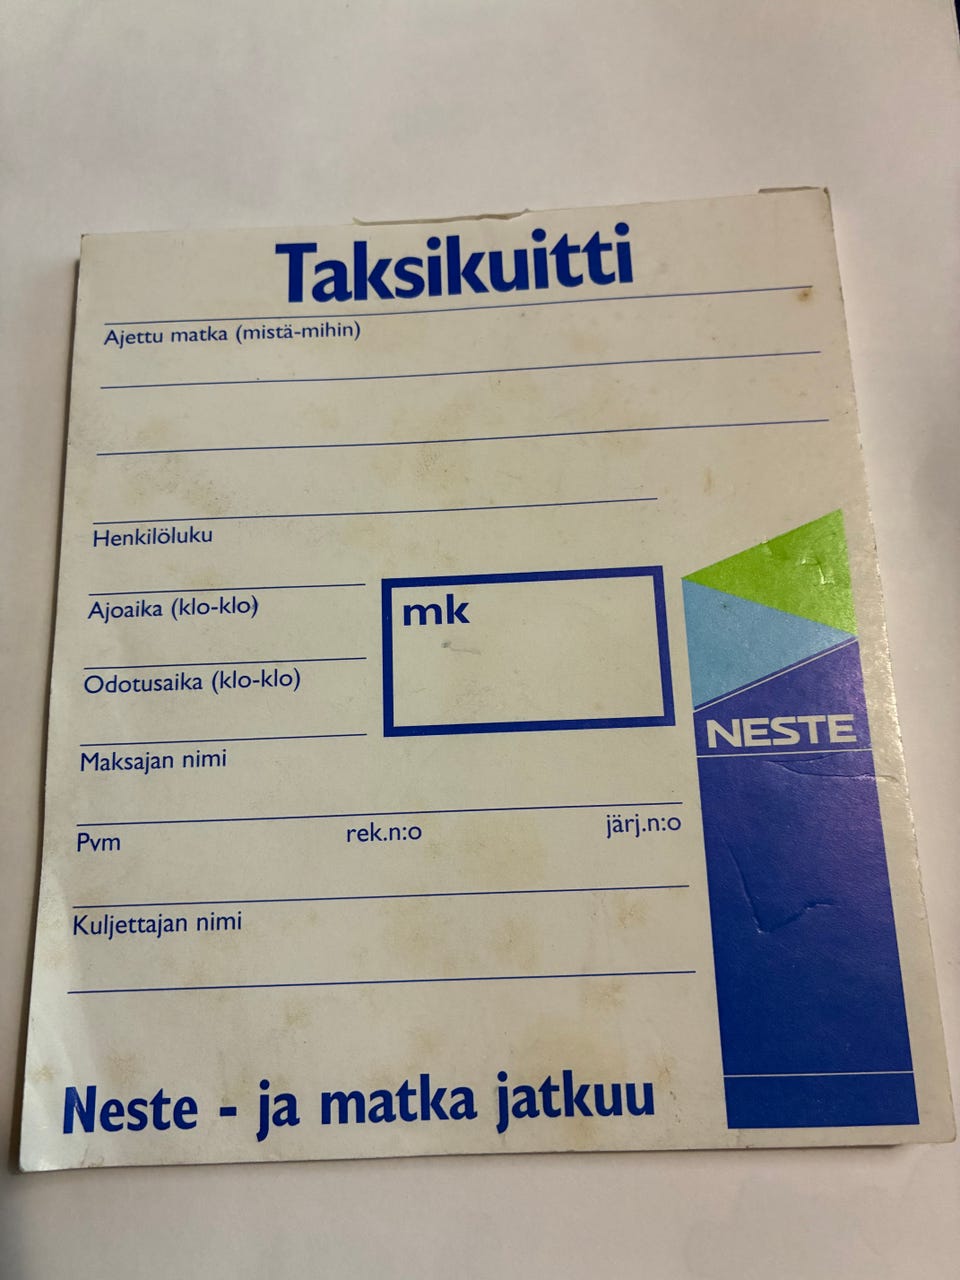 Taksikuitti
Ajettu matka (mistä-mihin)
Henkilöluku
Ajoaika (klo-klo)
mk
Odotusaika (klo-klo)
NESTE
Maksajan nimi
Pvm rek.n:o järj.n:o
Kuljettajan nimi
Neste - ja matka jatkuu